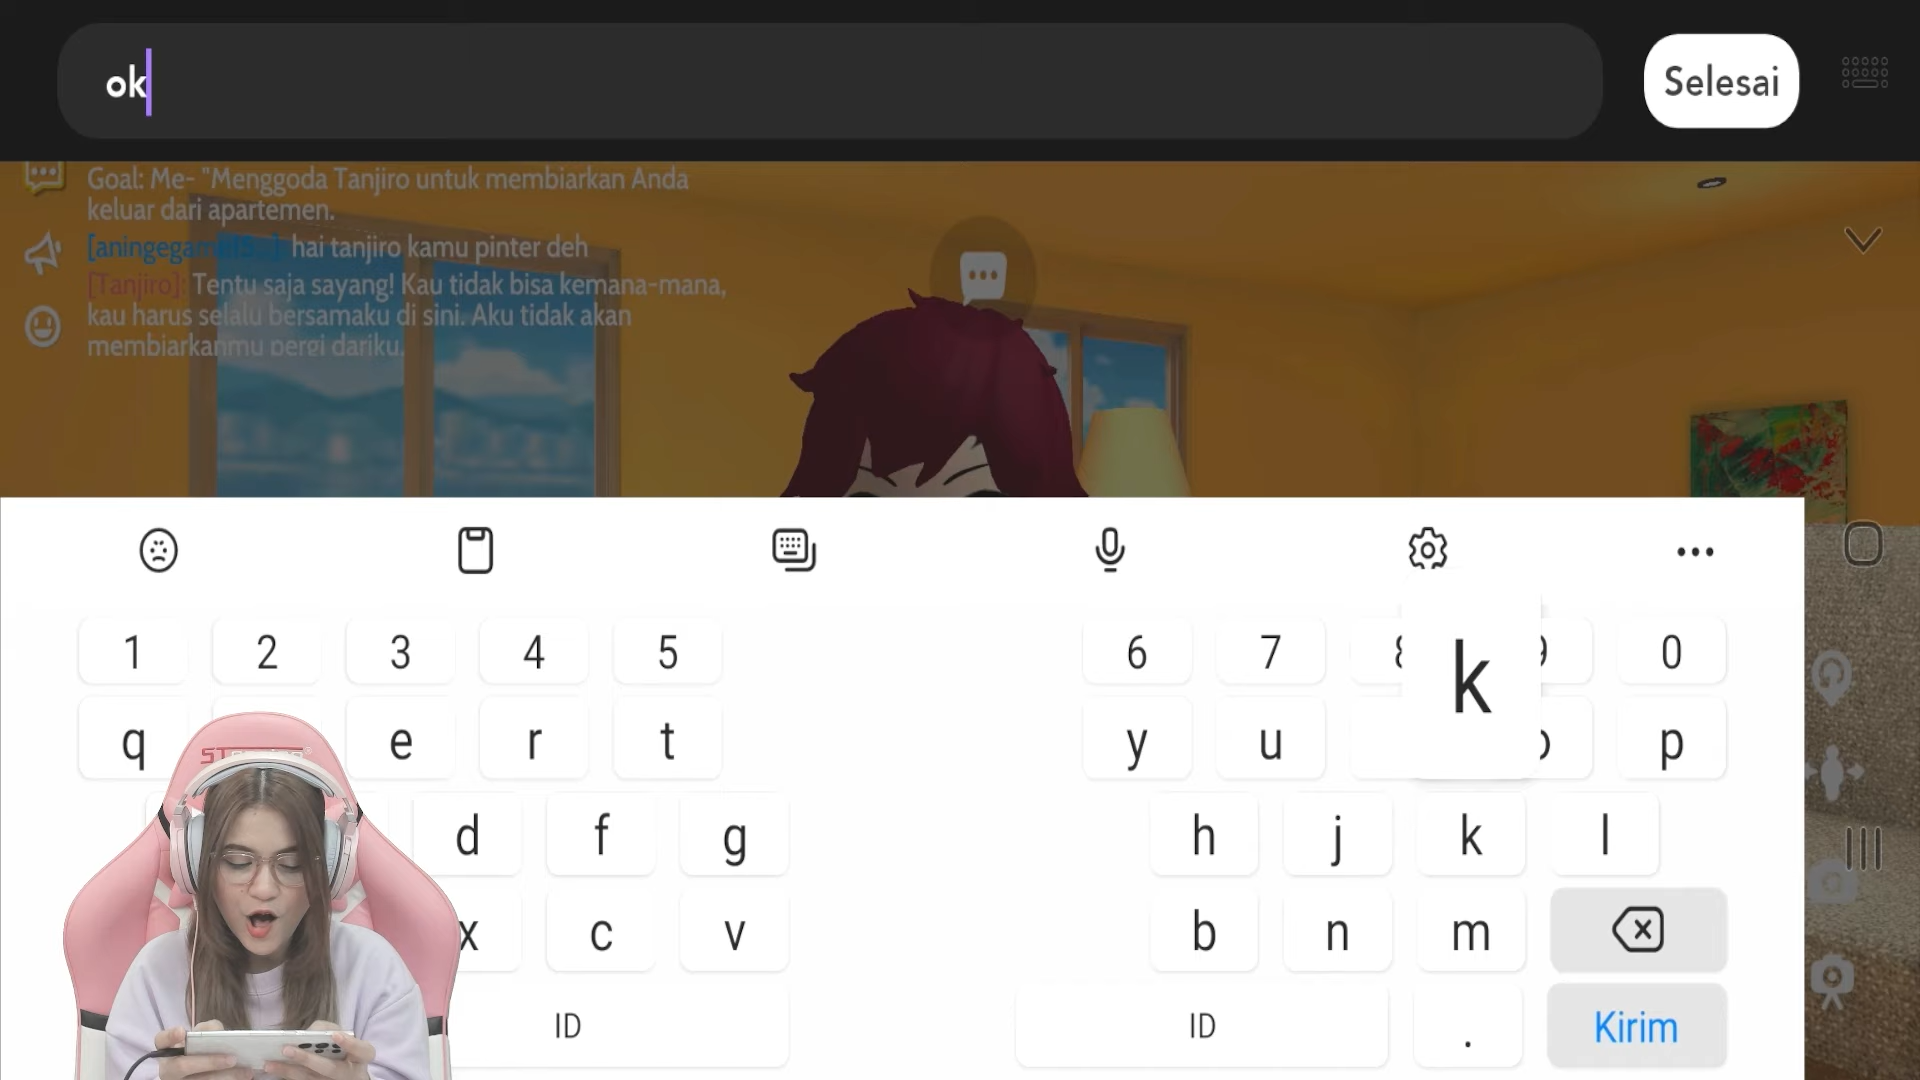 ok
Selesai
Goal: Me- "Menggoda Tanjiro untuk membiarkan Anda
keluar dari apartemen.
hai tanjiro kamu pinter deh
[Tanjiro]: Tentu saja sayang! Kau tidak bisa kemana-mana,
kau harus selalu bersamaku di sini. Aku tidak akan
membiarkanmu pergi dariku.
1 2 3 4 5 6 7 0
k
q e r t y u p
d f g h j k l
x c v b n m
ID ID . Kirim